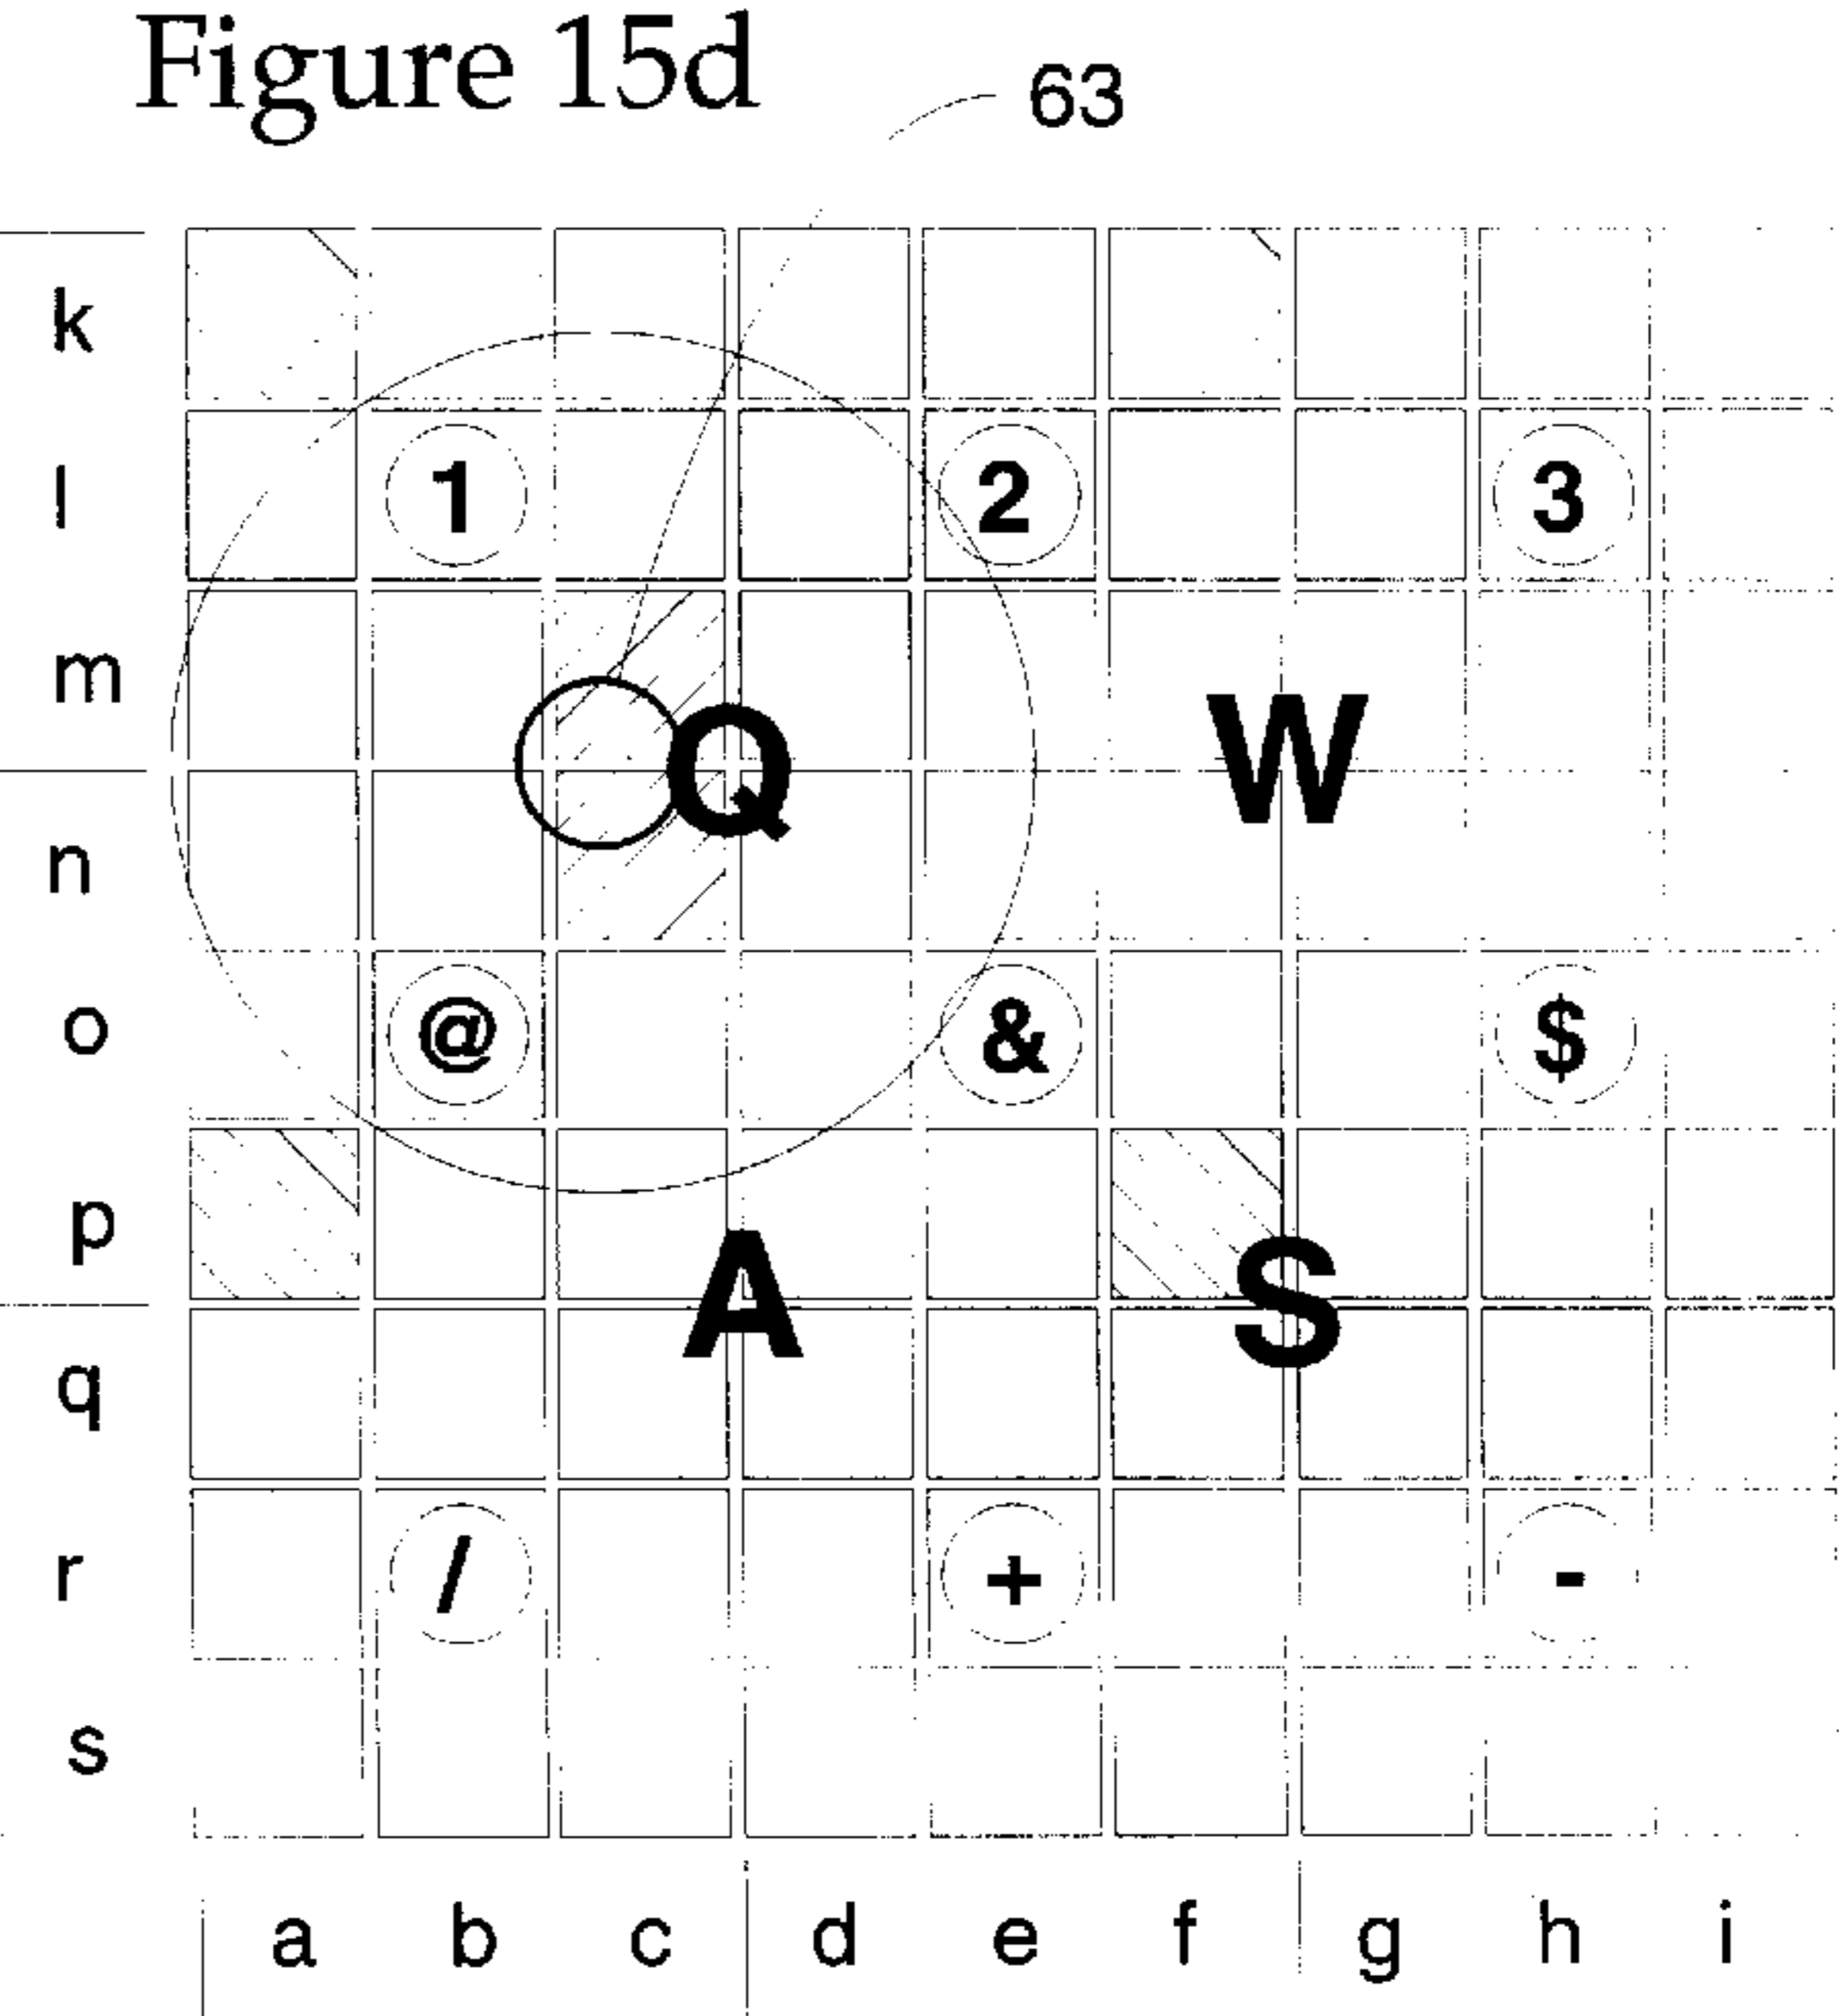 Figure 15d
63
k
l 1 2 3
m
Q W
n
o @ & $
p
A S
q
r / + -
s
a b c d e f g h i